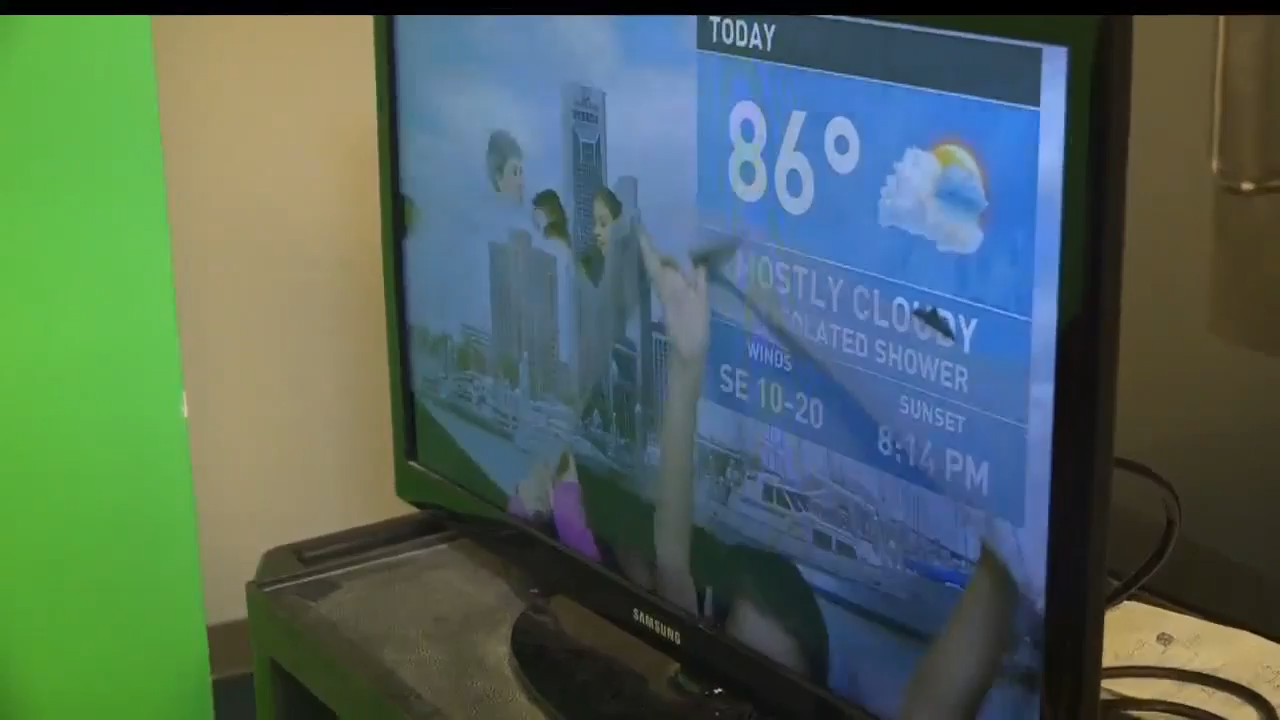 TODAY
86°
MOSTLY CLOUDY
ISOLATED SHOWER
WINDS
SE 10-20
SUNSET
8:14 PM
SAMSUNG